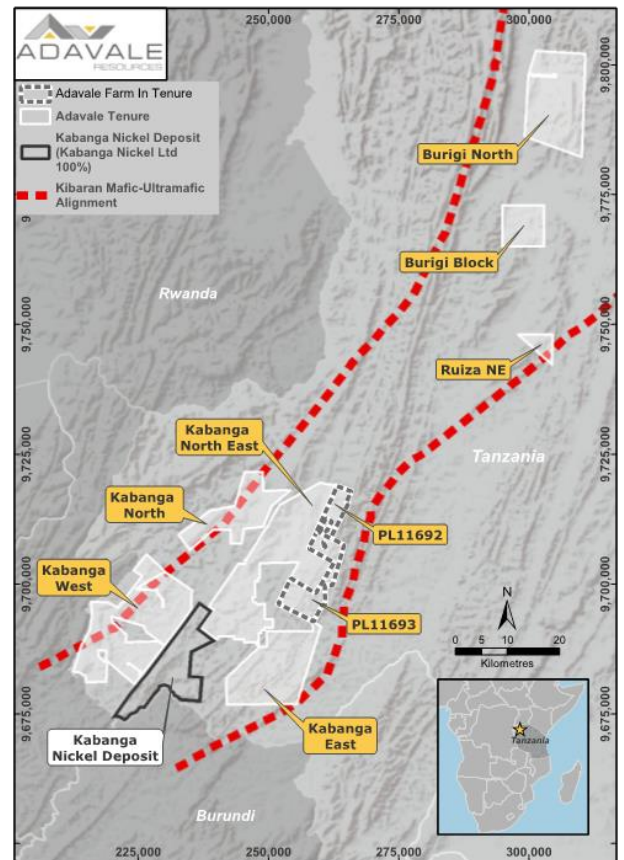 250,000
275,000
300,000
ADAVALE
RESOURCES
Adavale Farm In Tenure
Adavale Tenure
Kabanga Nickel Deposit
(Kabanga Nickel Ltd
100%)
Kibaran Mafic-Ultramafic
Alignment
9
9,800,000
Burigi North
9,775,000
Burigi Block
Rwanda
9,750,000
9,750,000
Ruiza NE
Kabanga
North East
9,725,000
Tanzania
9,725,000
Kabanga
North
PL11692
Kabanga
West
9,700,000
N
9,700,000
PL11693
0 5 10 20
Kilometres
9,675,000
Kabanga
Nickel Deposit
Kabanga
East
9,675,000
Tanzania
Burundi
225,000
250,000
275,000
300,000